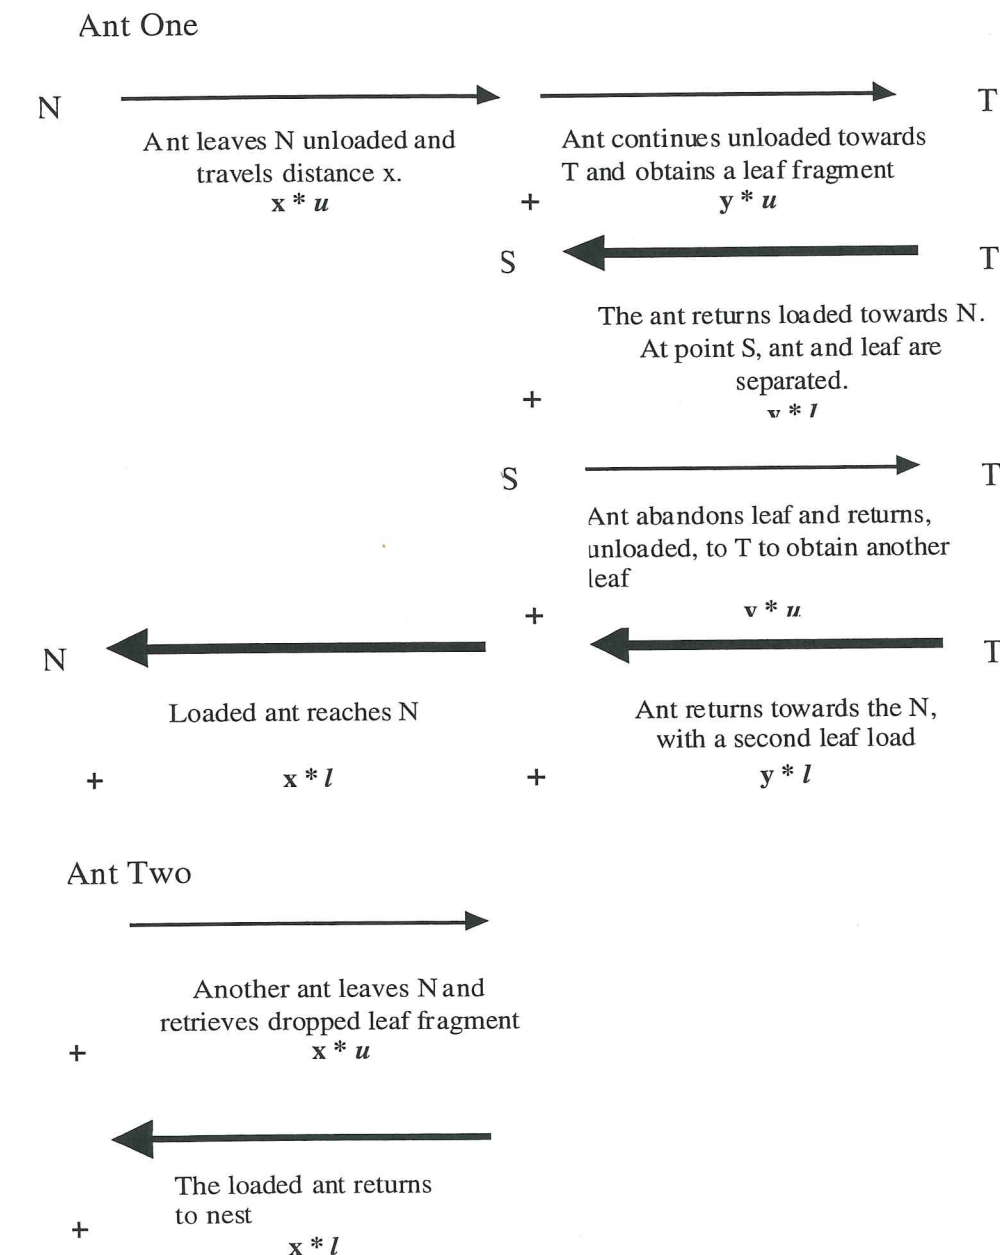 Ant One
N T
Ant leaves N unloaded and
travels distance x.
x * u
+
Ant continues unloaded towards
T and obtains a leaf fragment
y * u
S T
The ant returns loaded towards N.
At point S, ant and leaf are
separated.
+
y * l
S T
Ant abandons leaf and returns,
unloaded, to T to obtain another
leaf
+
y * u
N T
Loaded ant reaches N
+ x * l
Ant returns towards the N,
with a second leaf load
+ y * l
Ant Two
Another ant leaves N and
retrieves dropped leaf fragment
+ x * u
The loaded ant returns
to nest
+
x * l